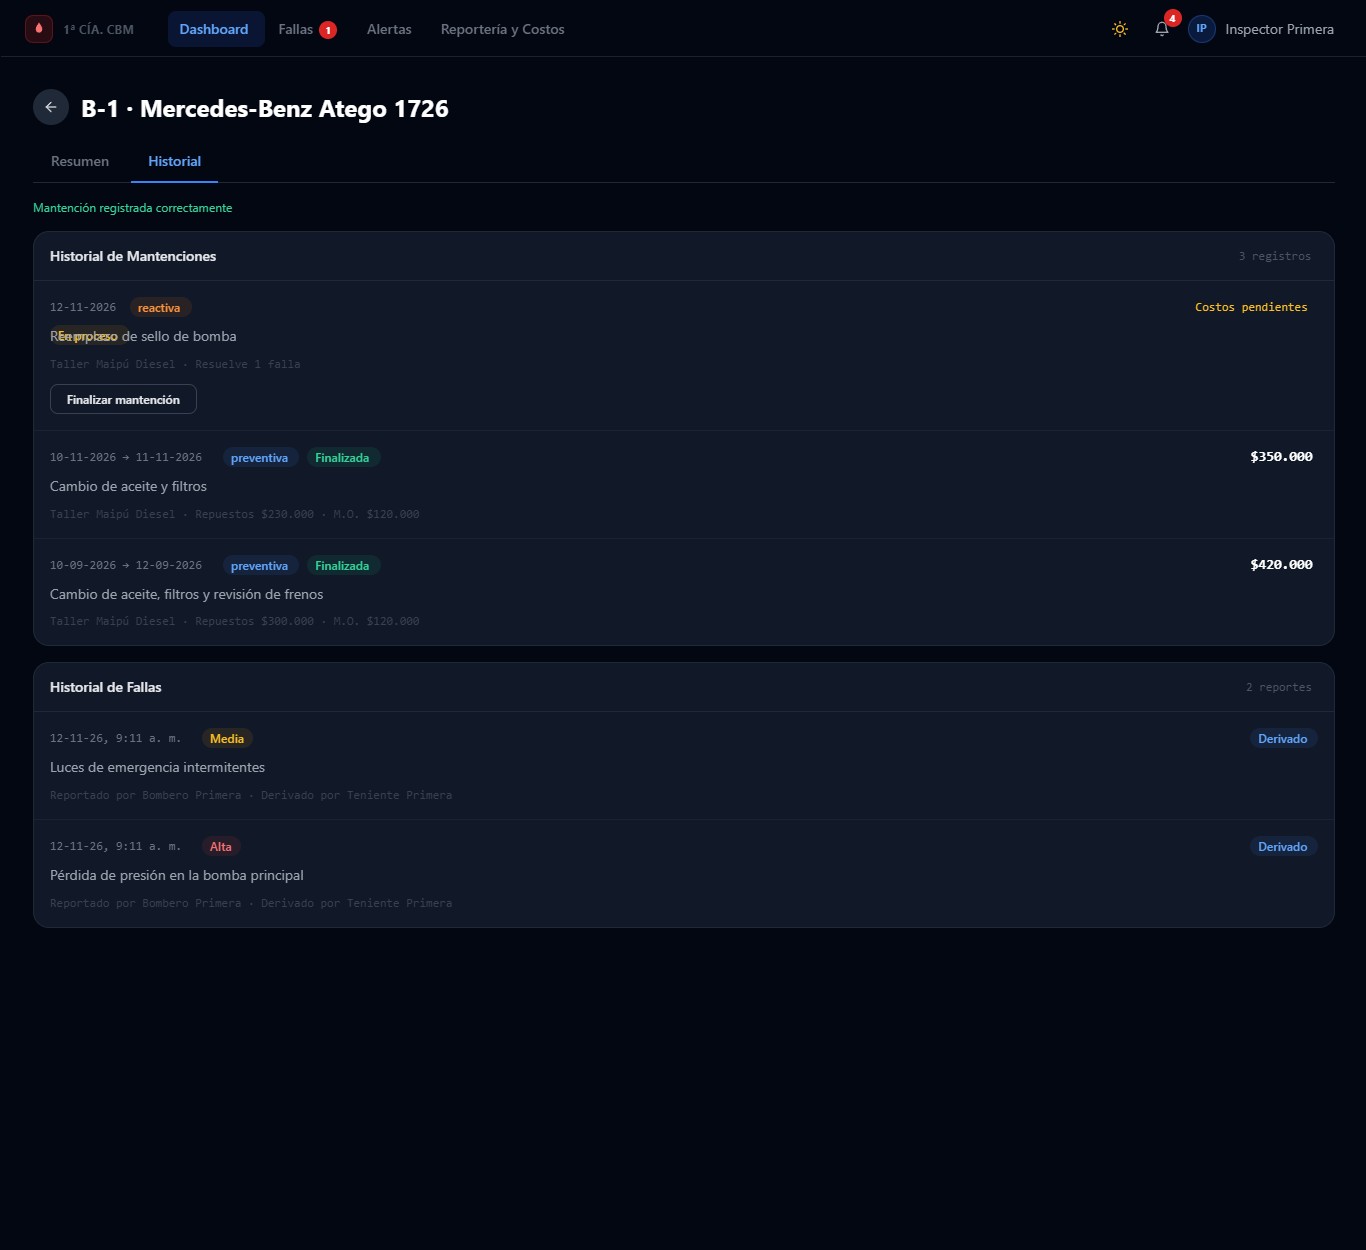 1ª CÍA. CBM Dashboard Fallas 1 Alertas Reportería y Costos 4 IP Inspector Primera
B-1 · Mercedes-Benz Atego 1726
Resumen Historial
Mantención registrada correctamente
Historial de Mantenciones 3 registros
12-11-2026 reactiva Costos pendientes
En proceso
Reemplazo de sello de bomba
Taller Maipú Diesel · Resuelve 1 falla
Finalizar mantención
10-11-2026 → 11-11-2026 preventiva Finalizada $350.000
Cambio de aceite y filtros
Taller Maipú Diesel · Repuestos $230.000 · M.O. $120.000
10-09-2026 → 12-09-2026 preventiva Finalizada $420.000
Cambio de aceite, filtros y revisión de frenos
Taller Maipú Diesel · Repuestos $300.000 · M.O. $120.000
Historial de Fallas 2 reportes
12-11-26, 9:11 a. m. Media Derivado
Luces de emergencia intermitentes
Reportado por Bombero Primera · Derivado por Teniente Primera
12-11-26, 9:11 a. m. Alta Derivado
Pérdida de presión en la bomba principal
Reportado por Bombero Primera · Derivado por Teniente Primera